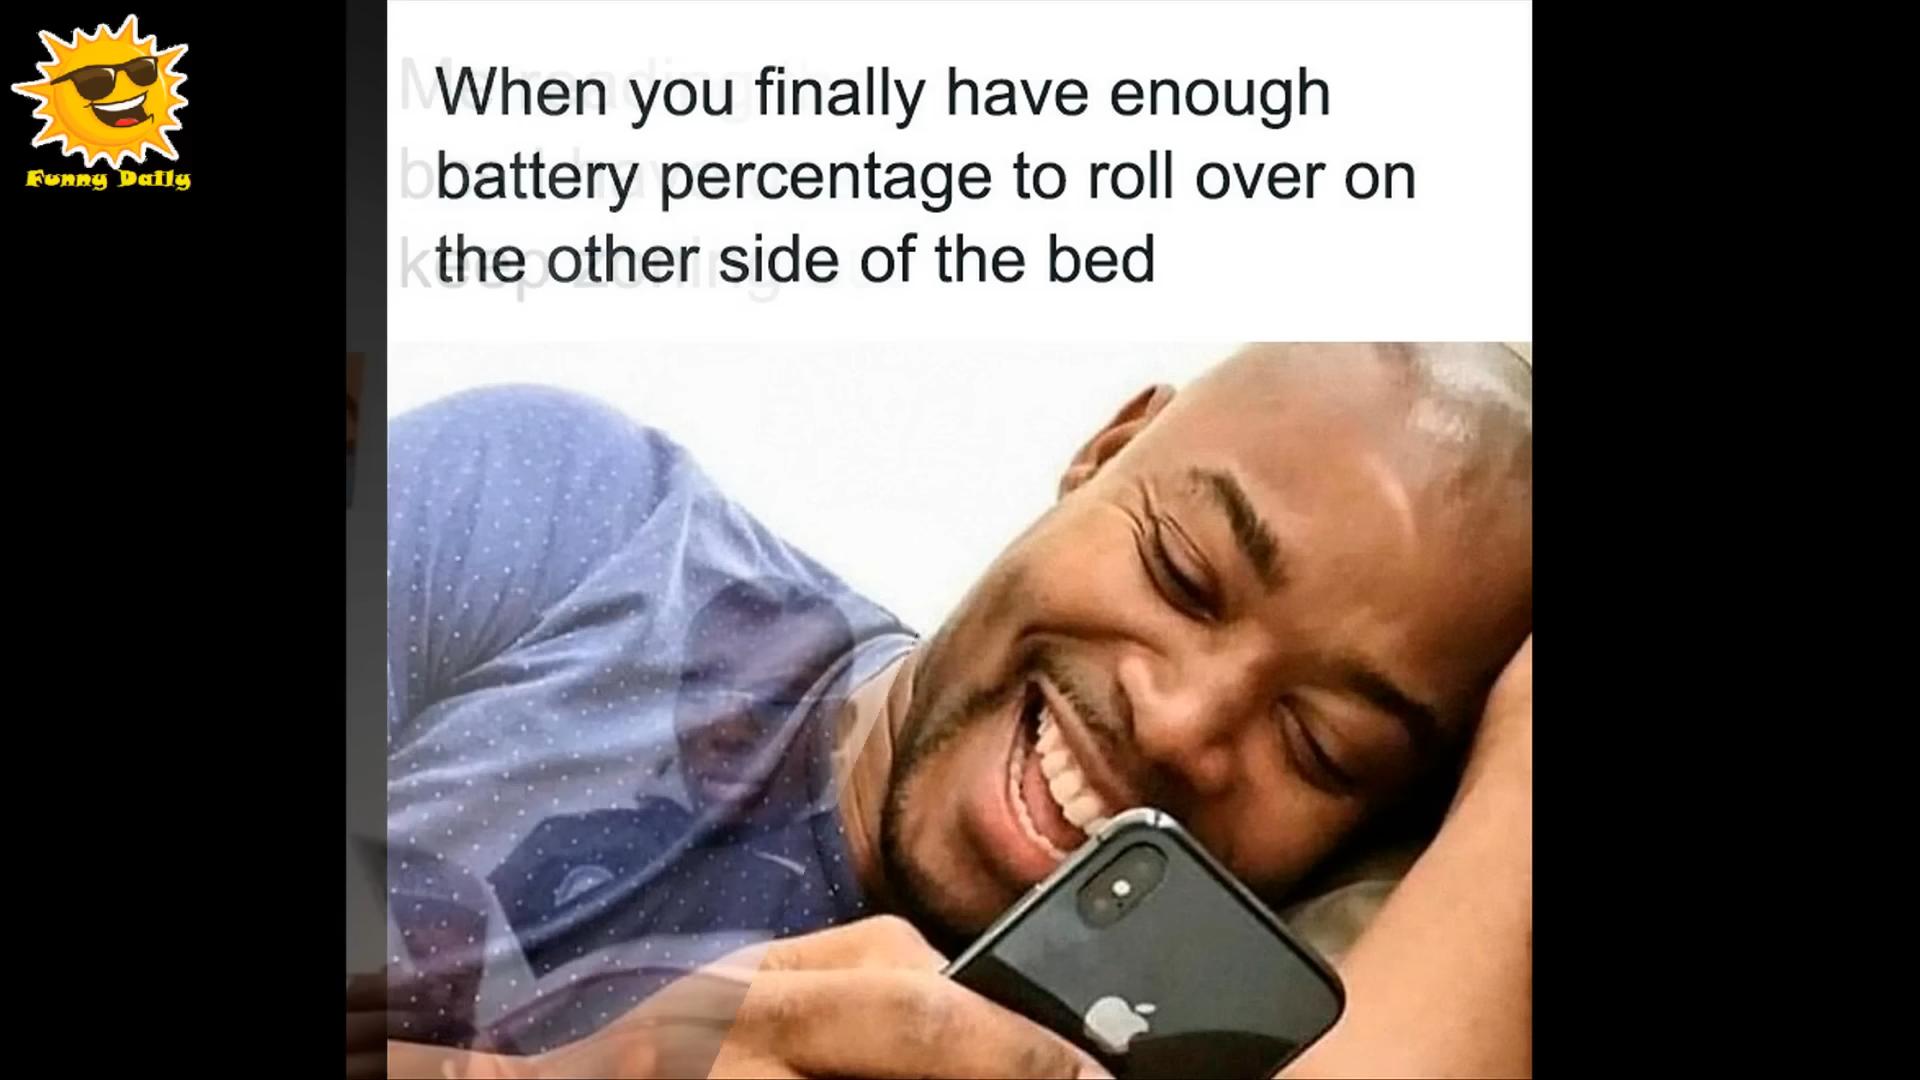 Funny Daily
When you finally have enough
battery percentage to roll over on
the other side of the bed